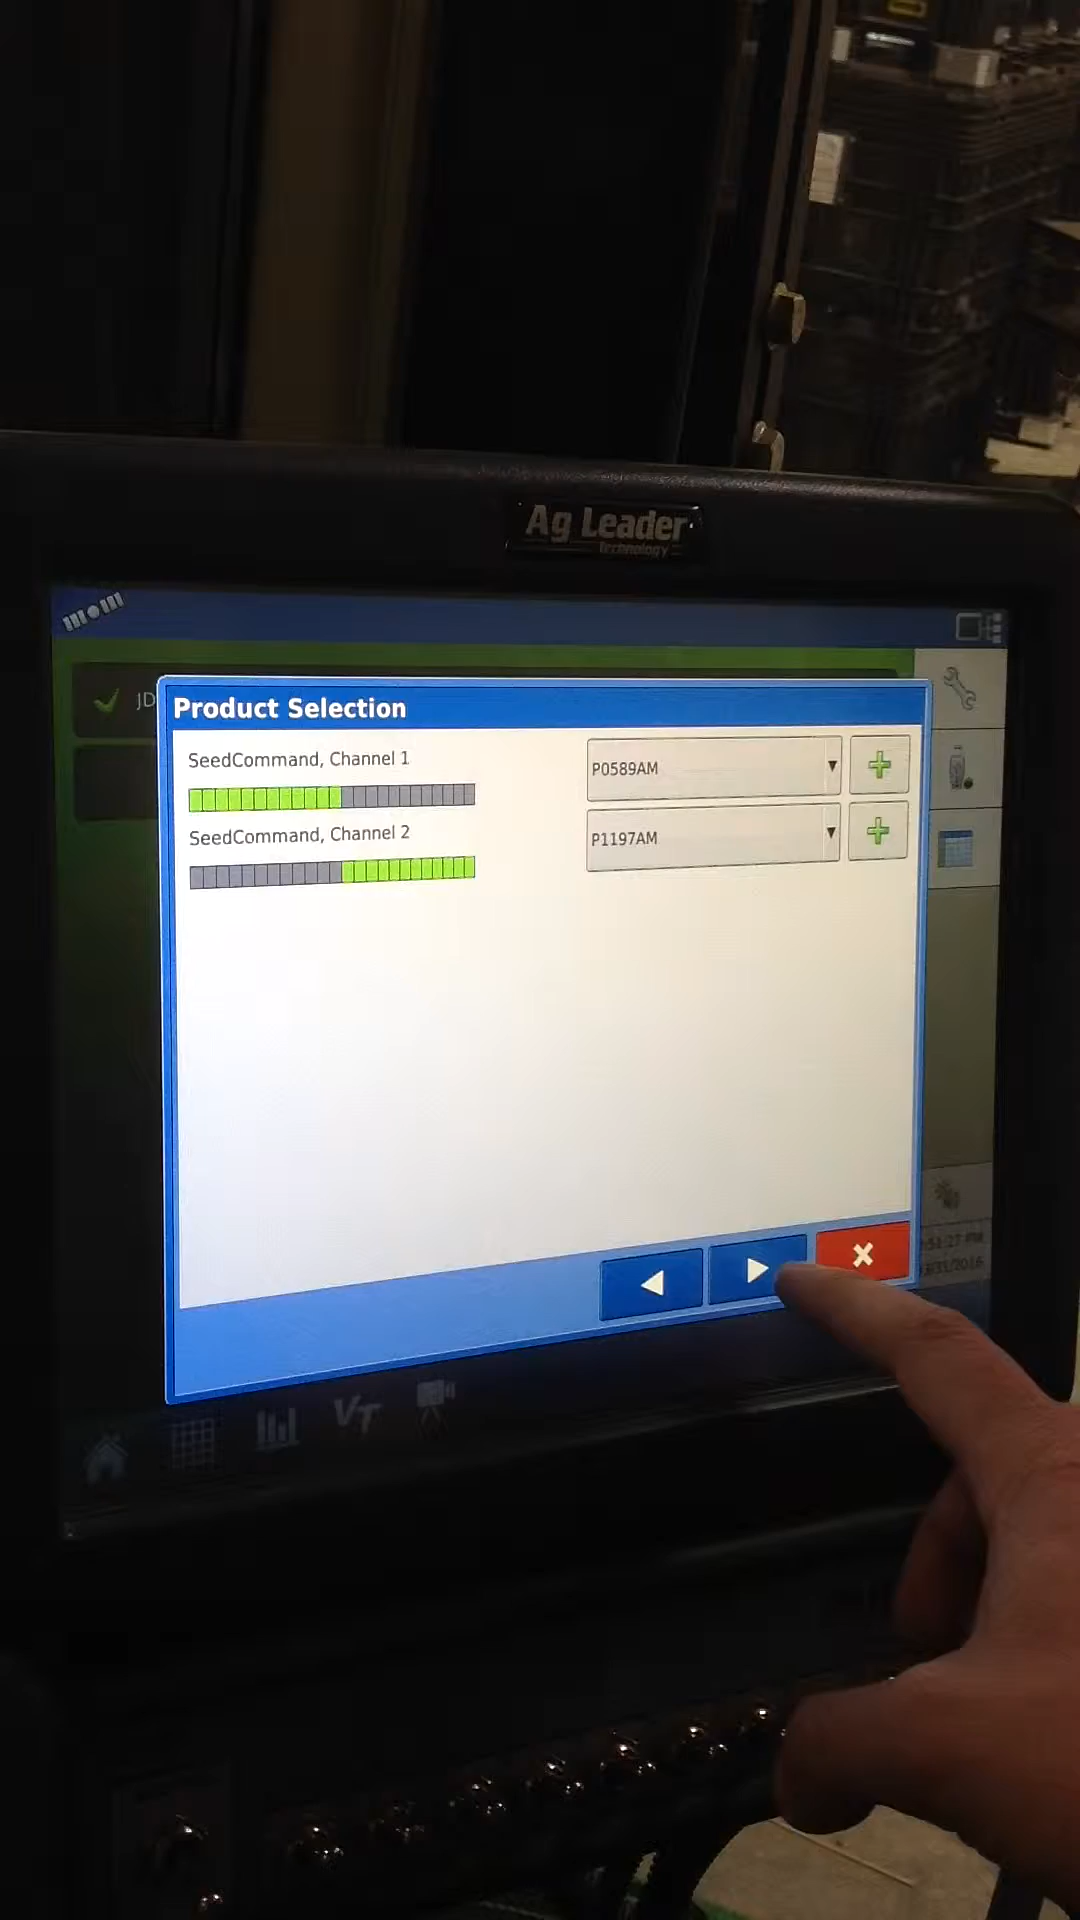 Ag Leader
Technology
JD
Product Selection
SeedCommand, Channel 1
P0589AM
SeedCommand, Channel 2
P1197AM
VT